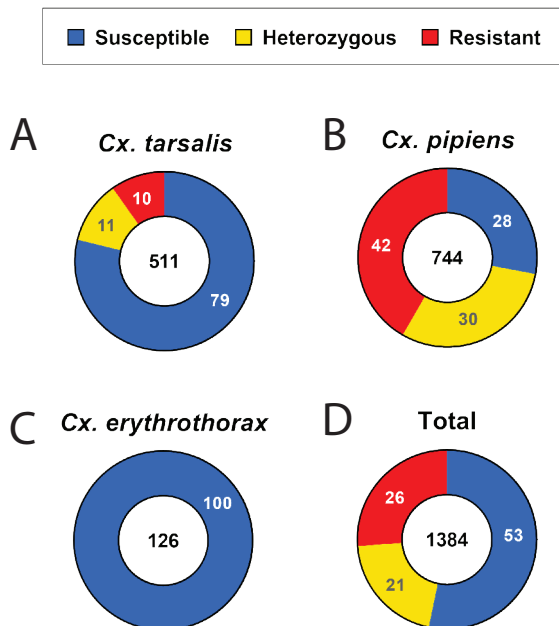 Susceptible Heterozygous Resistant
A B
Cx. tarsalis Cx. pipiens
10 28
11 42
511 744
79 30
C D
Cx. erythrothorax Total
100 26
126 1384 53
21